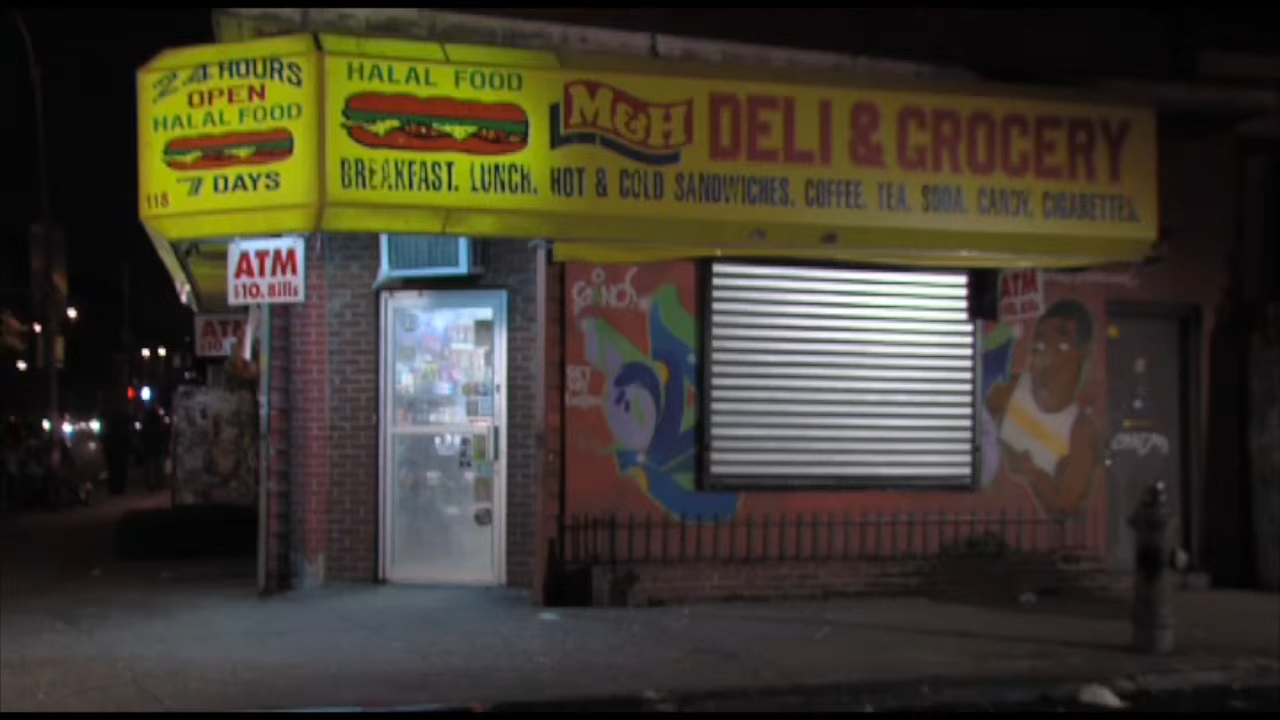 24 HOURS
OPEN
HALAL FOOD
7 DAYS
118
HALAL FOOD
M&H DELI & GROCERY
BREAKFAST. LUNCH. HOT & COLD SANDWICHES. COFFEE. TEA. SODA. CANDY. CIGARETTES.
ATM
$10. Bills
ATM
ATM